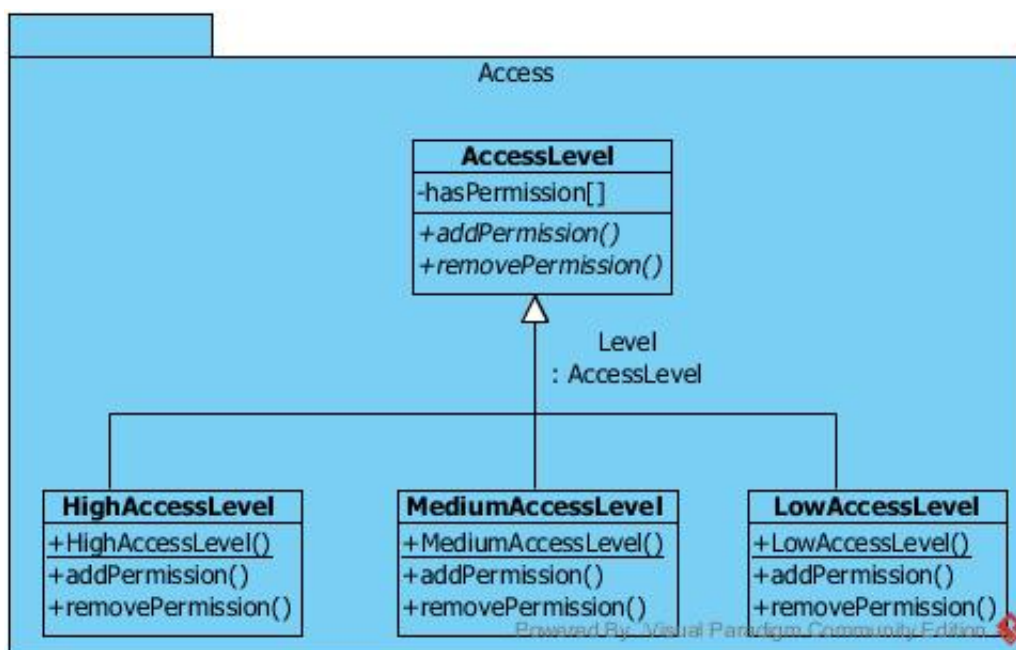 Access
AccessLevel
-hasPermission[]
+addPermission()
+removePermission()
Level
: AccessLevel
HighAccessLevel
+HighAccessLevel()
+addPermission()
+removePermission()
MediumAccessLevel
+MediumAccessLevel()
+addPermission()
+removePermission()
LowAccessLevel
+LowAccessLevel()
+addPermission()
+removePermission()
Powered By Visual Paradigm Community Edition